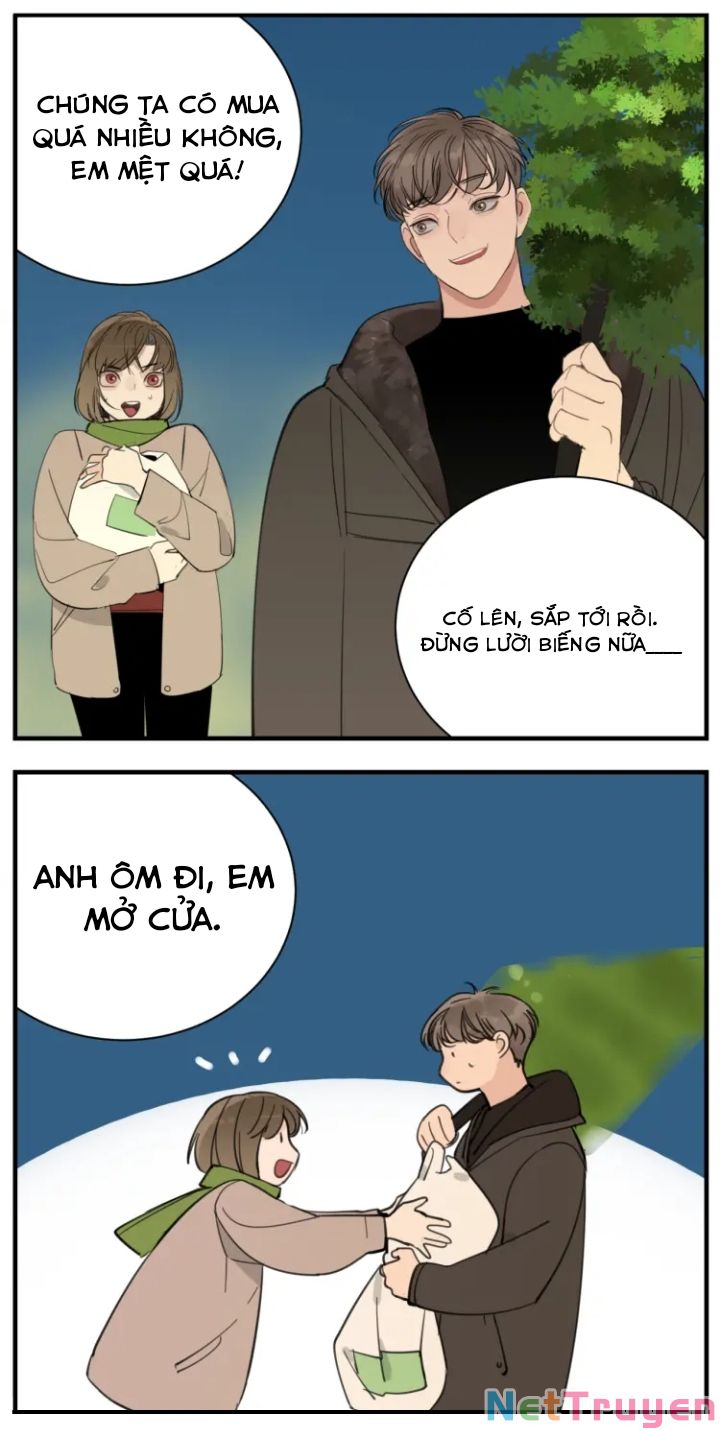 CHÚNG TA CÓ MUA
QUÁ NHIỀU KHÔNG,
EM MỆT QUÁ!
CỐ LÊN, SẮP TỚI RỒI.
ĐỪNG LƯỜI BIẾNG NỮA___
ANH ÔM ĐI, EM
MỞ CỬA.
NetTruyen